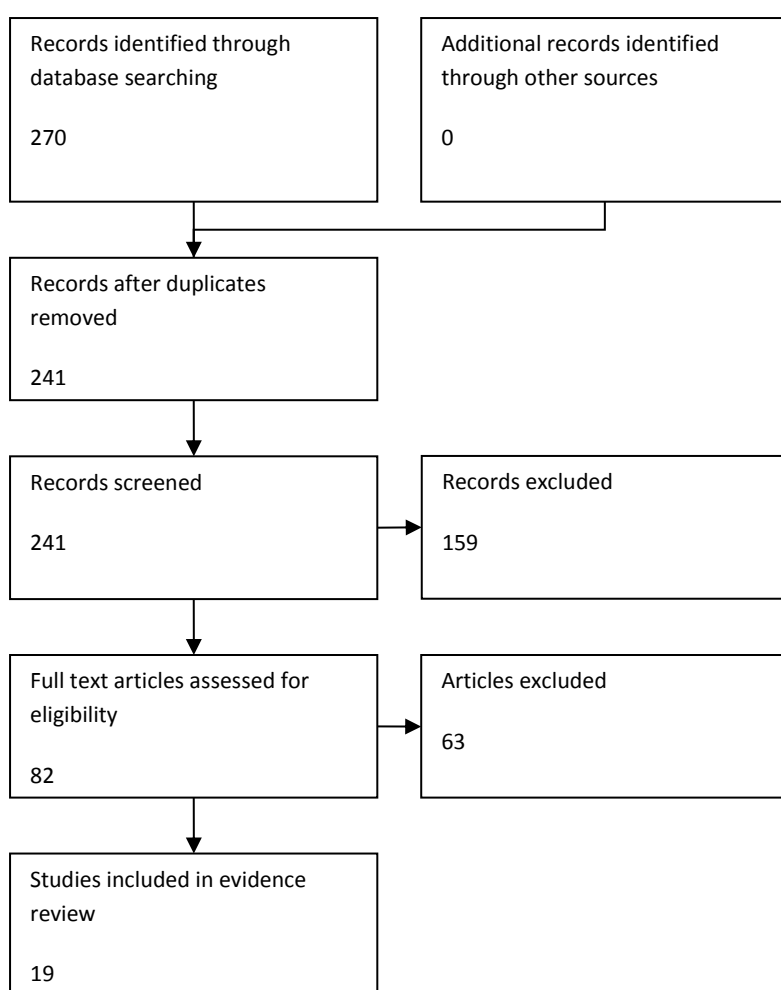 Records identified through
database searching
270
Additional records identified
through other sources
0
Records after duplicates
removed
241
Records screened
241
Records excluded
159
Full text articles assessed for
eligibility
82
Articles excluded
63
Studies included in evidence
review
19